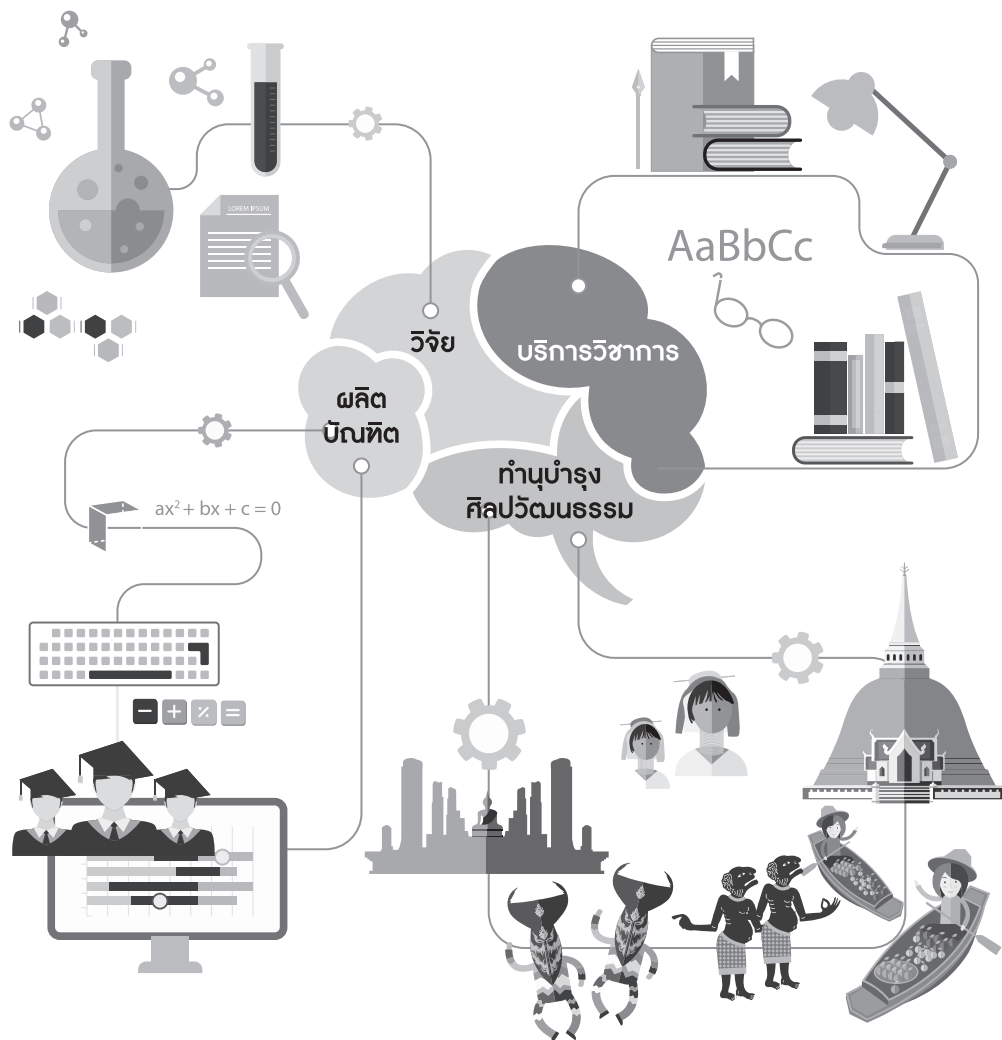 LOREM IPSUM
AaBbCc
วิจัย
บริการวิชาการ
ผลิต
บัณฑิต
ทำนุบำรุง
ศิลปวัฒนธรรม
ax² + bx + c = 0
− + % =